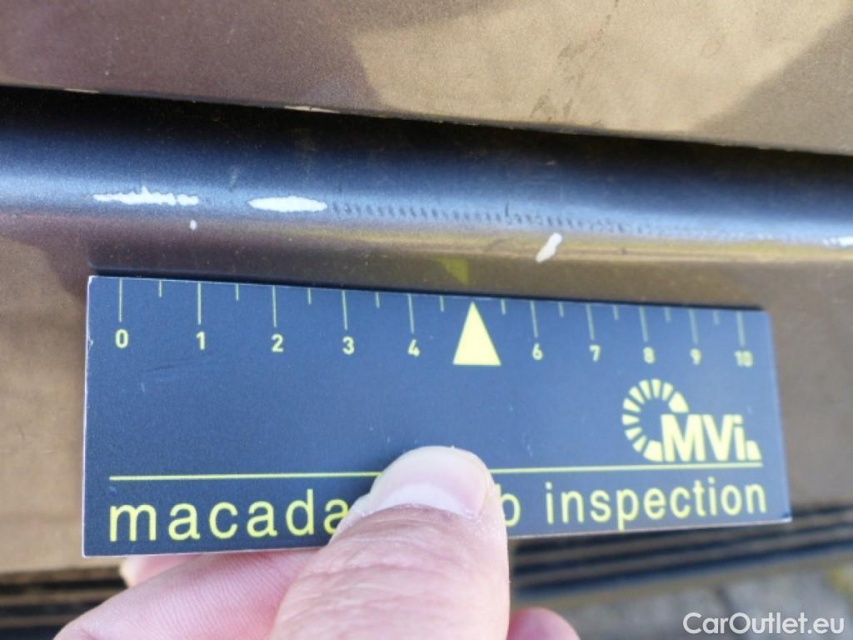 0 1 2 3 4 6 7 8 9 10
MVi
macada inspection
CarOutlet.eu